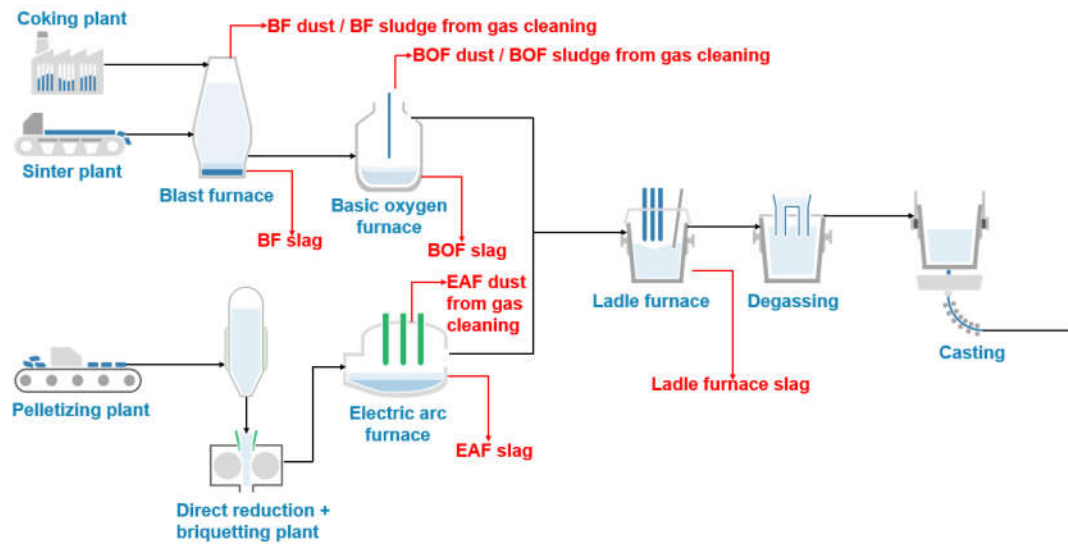 Coking plant
BF dust / BF sludge from gas cleaning
BOF dust / BOF sludge from gas cleaning
Sinter plant
Blast furnace
Basic oxygen
furnace
BF slag
BOF slag
EAF dust
from gas
cleaning
Ladle furnace
Degassing
Casting
Pelletizing plant
Electric arc
furnace
Ladle furnace slag
EAF slag
Direct reduction +
briquetting plant